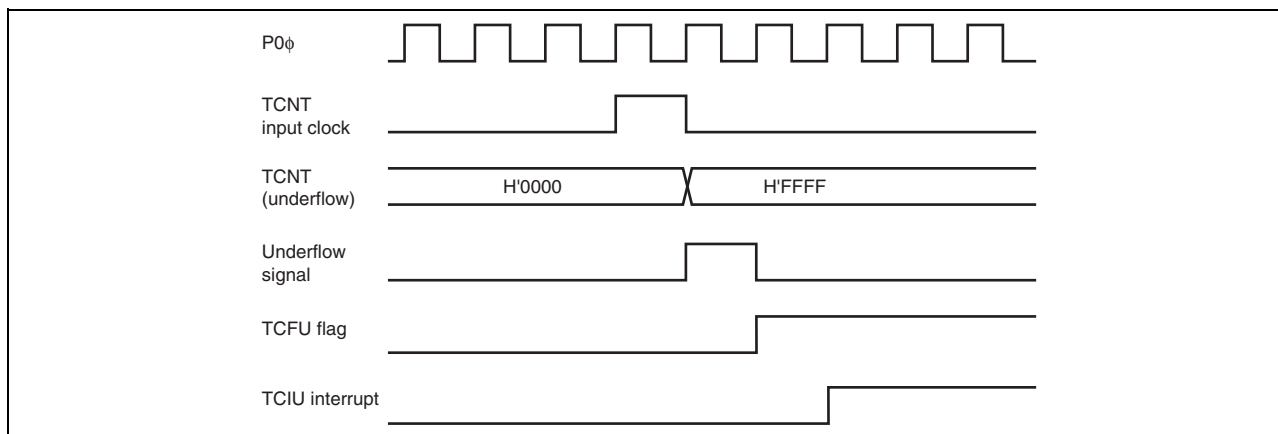 P0ϕ
TCNT
input clock
TCNT
(underflow)
H'0000
H'FFFF
Underflow
signal
TCFU flag
TCIU interrupt